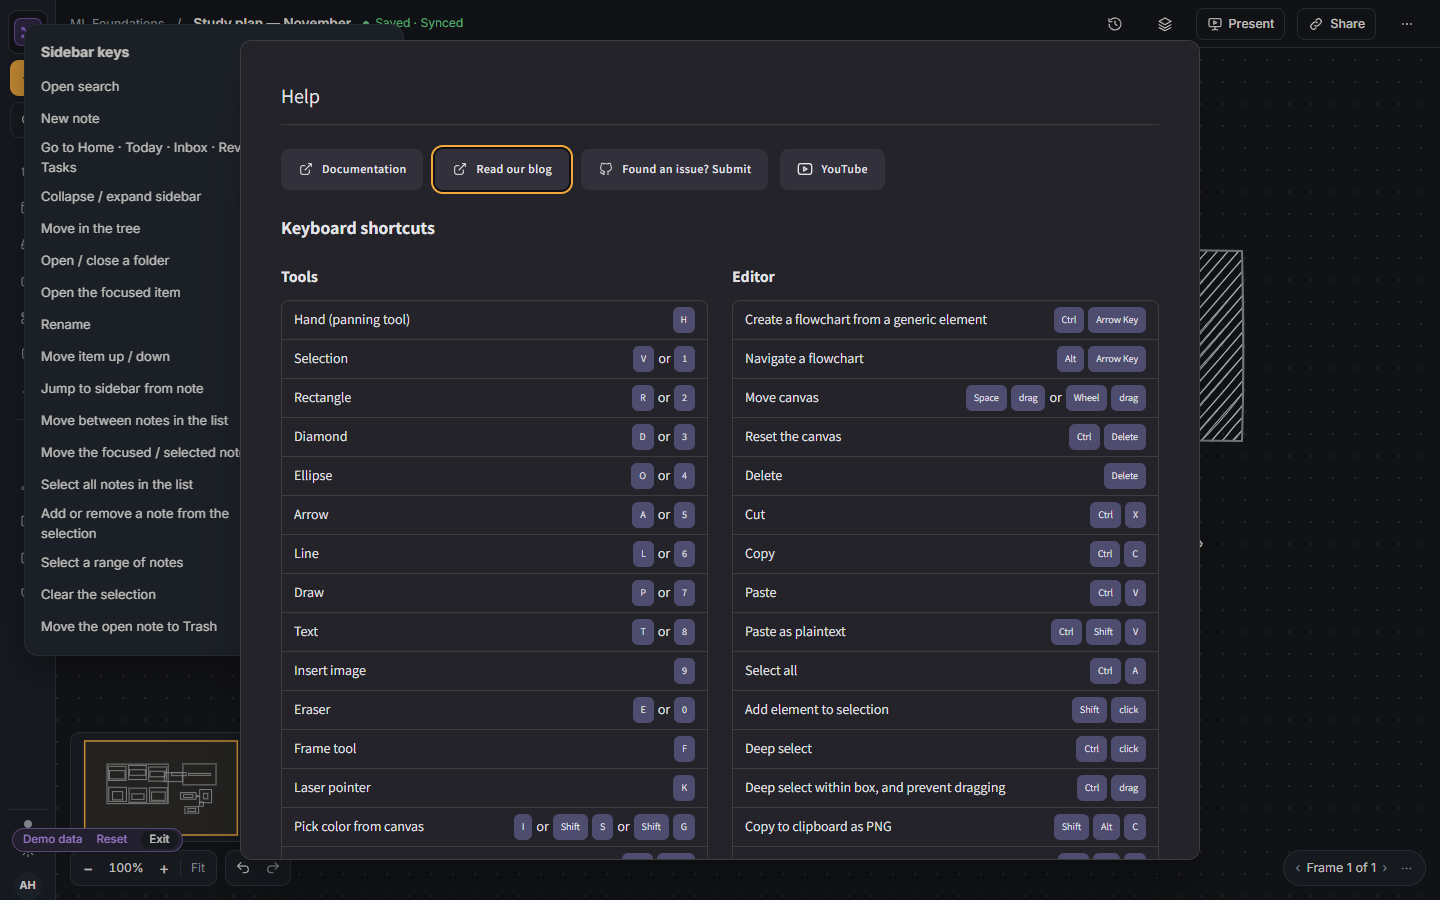 ML Foundations / Study plan — November Saved · Synced
Present
Share
Sidebar keys
Open search
New note
Go to Home · Today · Inbox · Rev
Tasks
Collapse / expand sidebar
Move in the tree
Open / close a folder
Open the focused item
Rename
Move item up / down
Jump to sidebar from note
Move between notes in the list
Move the focused / selected not
Select all notes in the list
Add or remove a note from the
selection
Select a range of notes
Clear the selection
Move the open note to Trash
Help
Documentation
Read our blog
Found an issue? Submit
YouTube
Keyboard shortcuts
Tools
Hand (panning tool) H
Selection V or 1
Rectangle R or 2
Diamond D or 3
Ellipse O or 4
Arrow A or 5
Line L or 6
Draw P or 7
Text T or 8
Insert image 9
Eraser E or 0
Frame tool F
Laser pointer K
Pick color from canvas I or Shift S or Shift G
Editor
Create a flowchart from a generic element Ctrl Arrow Key
Navigate a flowchart Alt Arrow Key
Move canvas Space drag or Wheel drag
Reset the canvas Ctrl Delete
Delete Delete
Cut Ctrl X
Copy Ctrl C
Paste Ctrl V
Paste as plaintext Ctrl Shift V
Select all Ctrl A
Add element to selection Shift click
Deep select Ctrl click
Deep select within box, and prevent dragging Ctrl drag
Copy to clipboard as PNG Shift Alt C
Demo data Reset Exit
− 100% + Fit
AH
‹ Frame 1 of 1 › ···